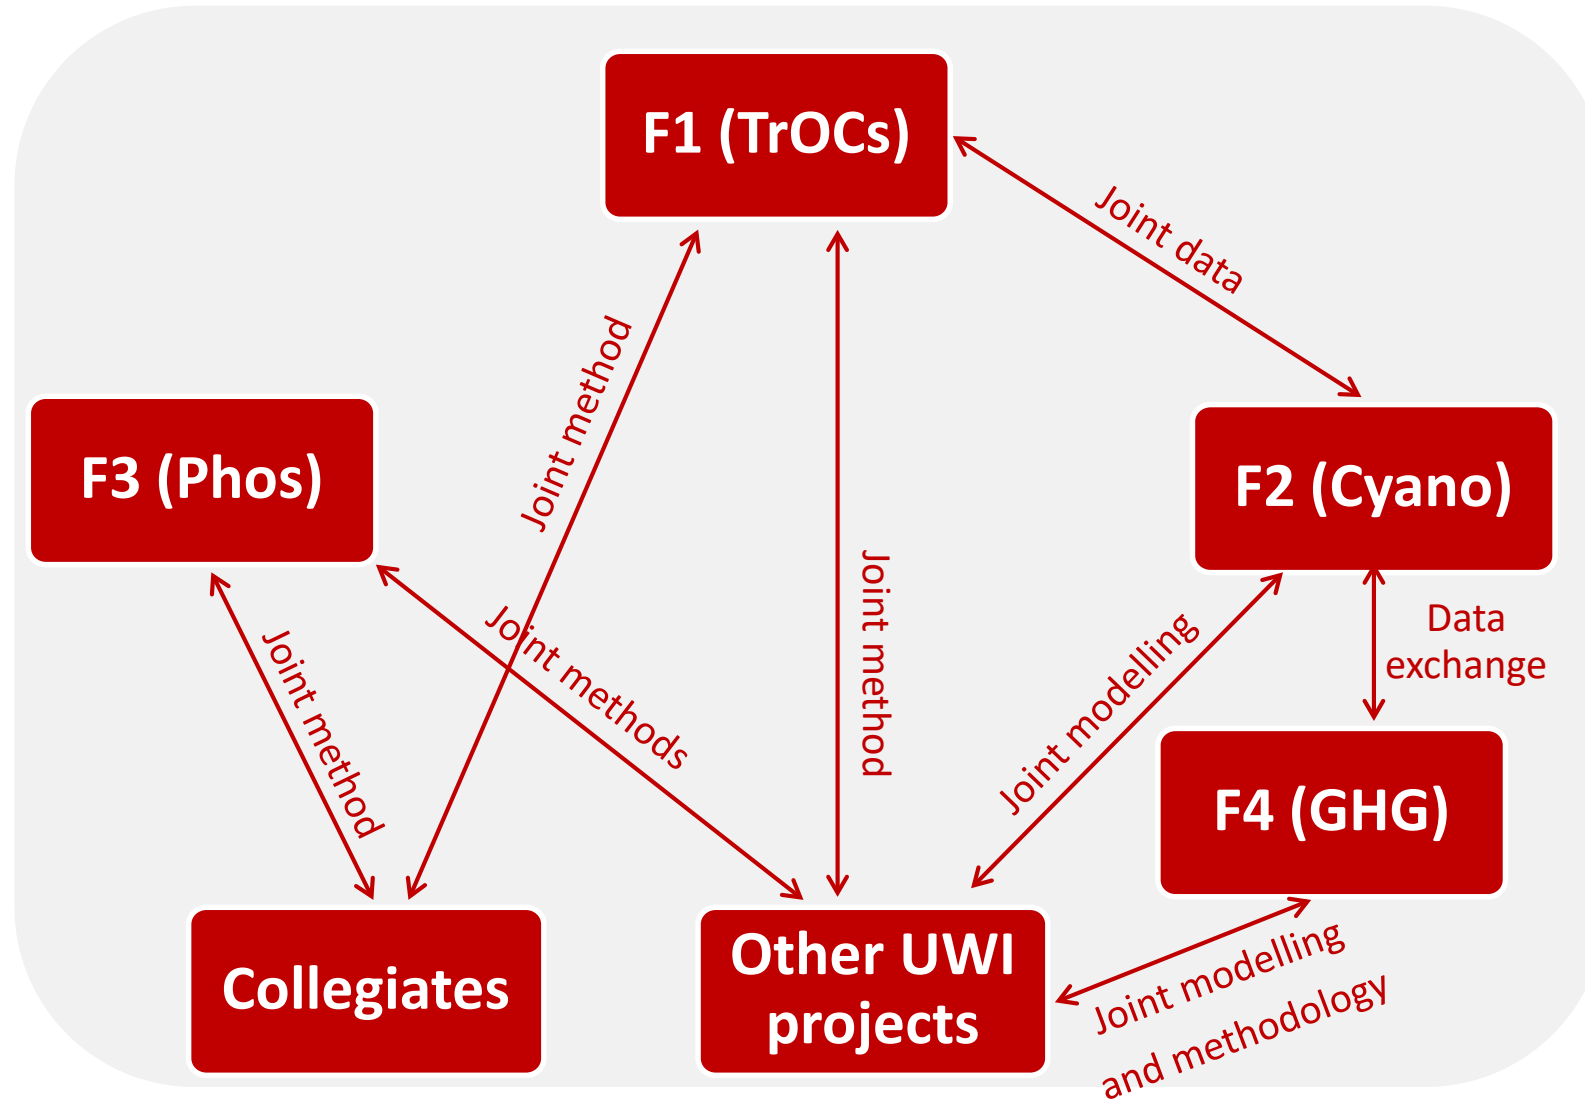 F1 (TrOCs)
Joint data
Joint method
F3 (Phos)
F2 (Cyano)
Joint method
Joint methods
Joint method
Joint modelling
Data
exchange
F4 (GHG)
Collegiates
Other UWI
projects
Joint modelling
and methodology